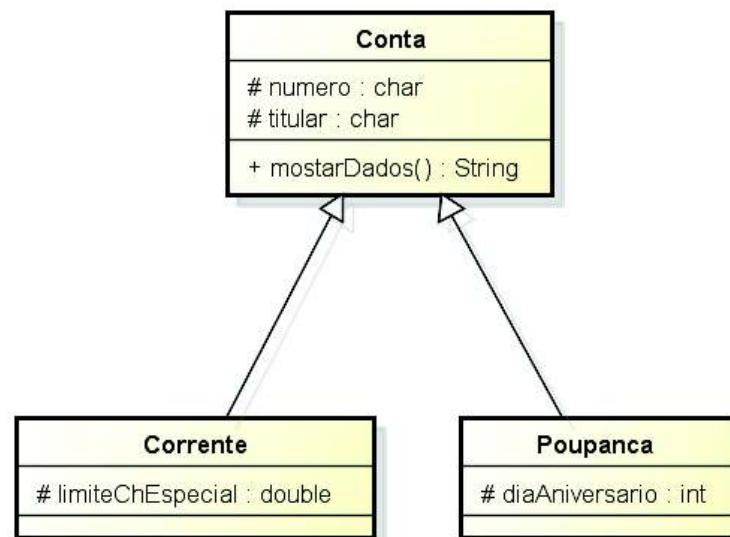 Conta
# numero : char
# titular : char
+ mostarDados() : String
Corrente
# limiteChEspecial : double
Poupanca
# diaAniversario : int